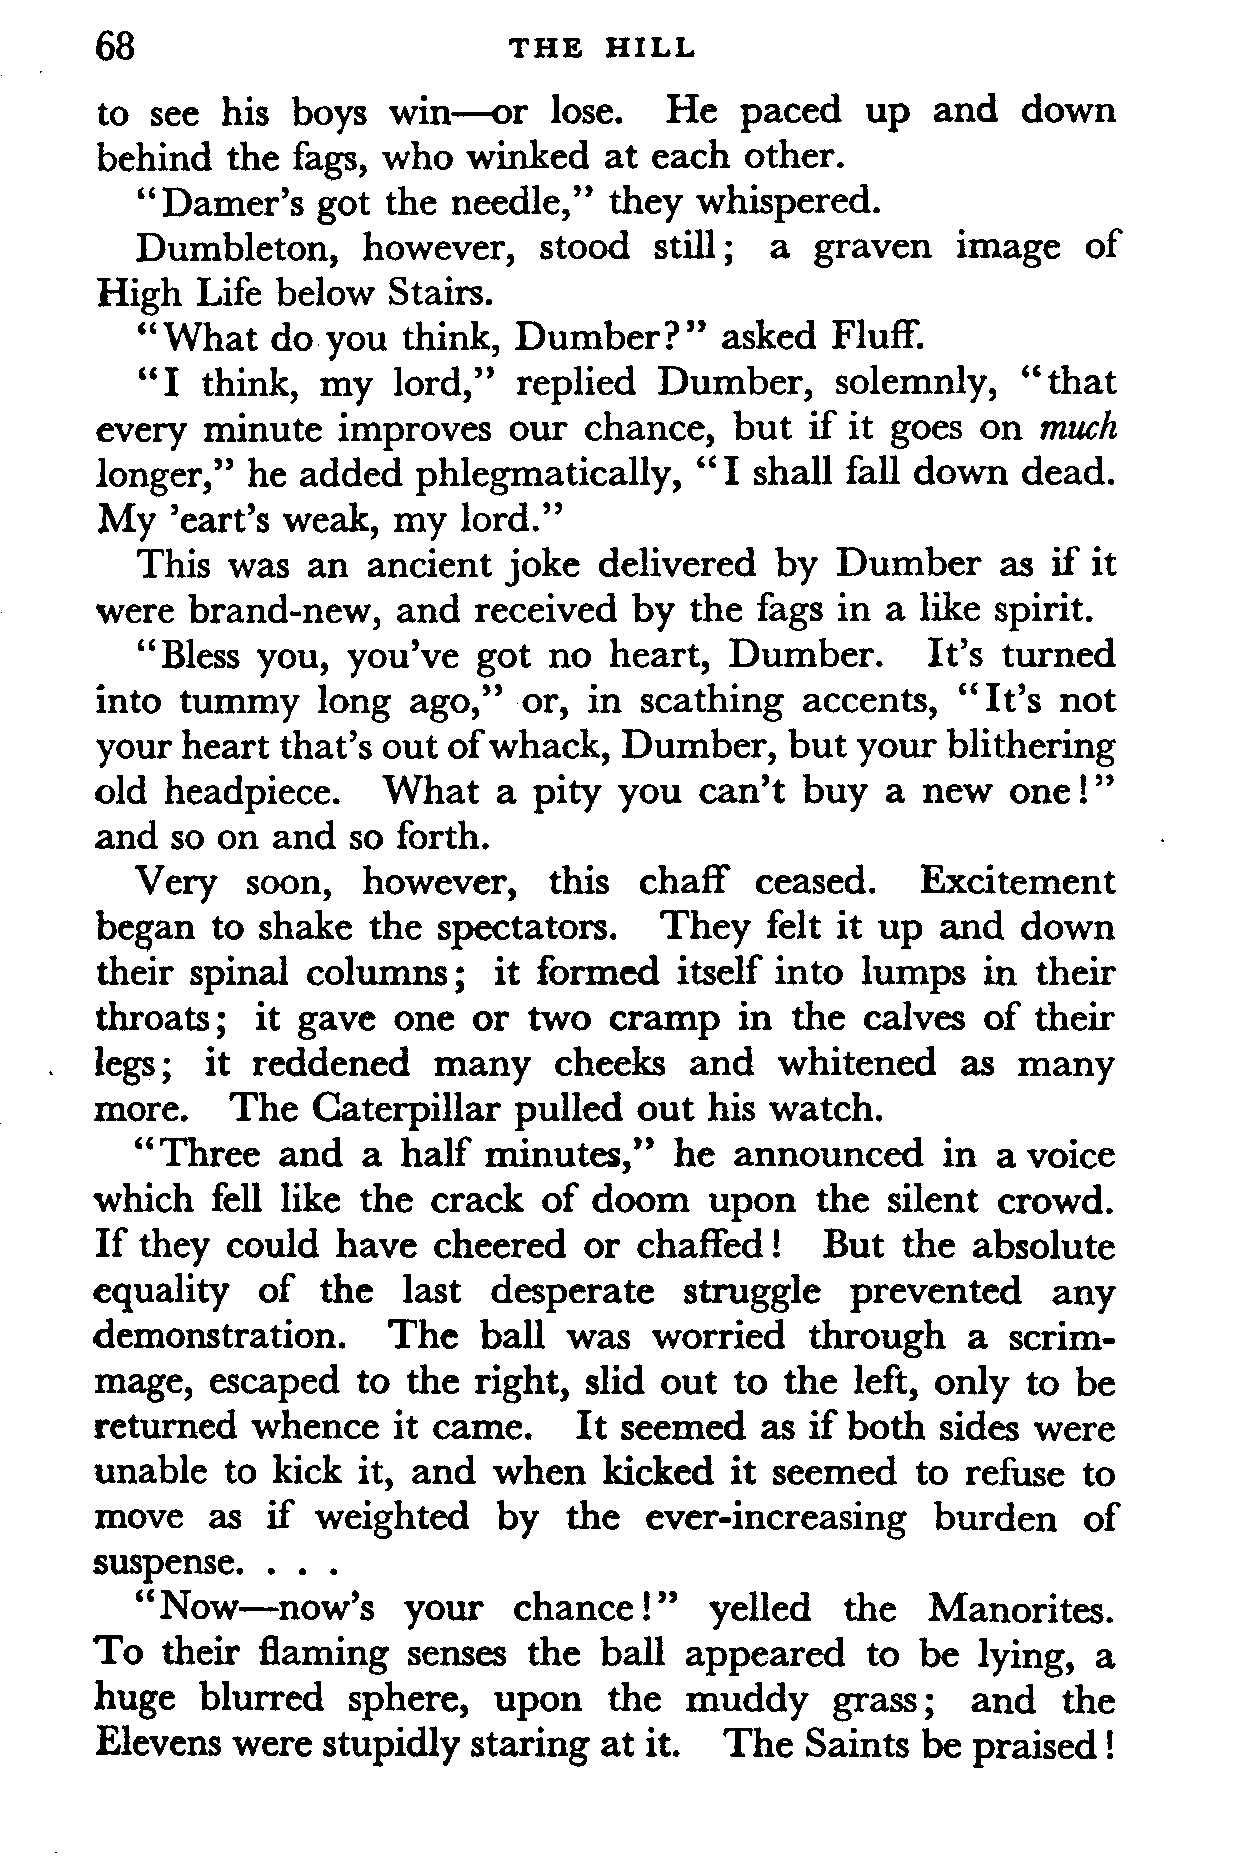 68 THE HILL
to see his boys win—or lose. He paced up and down
behind the fags, who winked at each other.
“Damer’s got the needle,” they whispered.
Dumbleton, however, stood still; a graven image of
High Life below Stairs.
“What do you think, Dumber?” asked Fluff.
“I think, my lord,” replied Dumber, solemnly, “that
every minute improves our chance, but if it goes on much
longer,” he added phlegmatically, “I shall fall down dead.
My ’eart’s weak, my lord.”
This was an ancient joke delivered by Dumber as if it
were brand-new, and received by the fags in a like spirit.
“Bless you, you’ve got no heart, Dumber. It’s turned
into tummy long ago,” or, in scathing accents, “It’s not
your heart that’s out of whack, Dumber, but your blithering
old headpiece. What a pity you can’t buy a new one!”
and so on and so forth.
Very soon, however, this chaff ceased. Excitement
began to shake the spectators. They felt it up and down
their spinal columns; it formed itself into lumps in their
throats; it gave one or two cramp in the calves of their
legs; it reddened many cheeks and whitened as many
more. The Caterpillar pulled out his watch.
“Three and a half minutes,” he announced in a voice
which fell like the crack of doom upon the silent crowd.
If they could have cheered or chaffed! But the absolute
equality of the last desperate struggle prevented any
demonstration. The ball was worried through a scrim-
mage, escaped to the right, slid out to the left, only to be
returned whence it came. It seemed as if both sides were
unable to kick it, and when kicked it seemed to refuse to
move as if weighted by the ever-increasing burden of
suspense. . . .
“Now—now’s your chance!” yelled the Manorites.
To their flaming senses the ball appeared to be lying, a
huge blurred sphere, upon the muddy grass; and the
Elevens were stupidly staring at it. The Saints be praised!